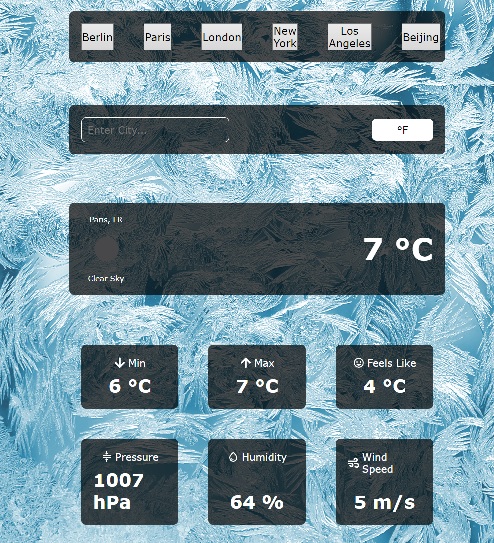 Berlin
Paris
London
New
York
Los
Angeles
Beijing
Enter City...
°F
Paris, FR
7 °C
Clear Sky
Min
6 °C
Max
7 °C
Feels Like
4 °C
Pressure
1007
hPa
Humidity
64 %
Wind
Speed
5 m/s